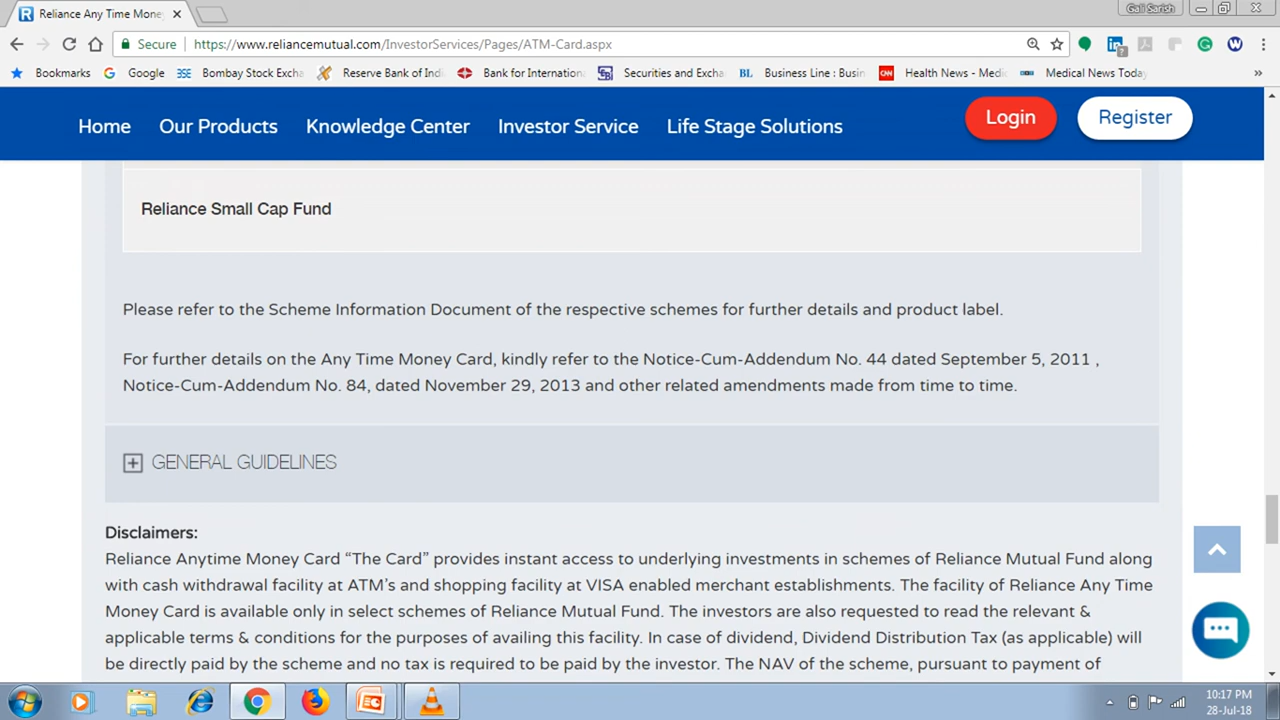 Reliance Any Time Mone
Gali Sarish
Secure https://www.reliancemutual.com/InvestorServices/Pages/ATM-Card.aspx
Bookmarks Google Bombay Stock Excha Reserve Bank of Indi Bank for Internation Securities and Excha BL Business Line : Busin CNN Health News - Medi Medical News Today
Home Our Products Knowledge Center Investor Service Life Stage Solutions Login Register
Reliance Small Cap Fund
Please refer to the Scheme Information Document of the respective schemes for further details and product label.
For further details on the Any Time Money Card, kindly refer to the Notice-Cum-Addendum No. 44 dated September 5, 2011 ,
Notice-Cum-Addendum No. 84, dated November 29, 2013 and other related amendments made from time to time.
GENERAL GUIDELINES
Disclaimers:
Reliance Anytime Money Card “The Card” provides instant access to underlying investments in schemes of Reliance Mutual Fund along
with cash withdrawal facility at ATM’s and shopping facility at VISA enabled merchant establishments. The facility of Reliance Any Time
Money Card is available only in select schemes of Reliance Mutual Fund. The investors are also requested to read the relevant &
applicable terms & conditions for the purposes of availing this facility. In case of dividend, Dividend Distribution Tax (as applicable) will
be directly paid by the scheme and no tax is required to be paid by the investor. The NAV of the scheme, pursuant to payment of
10:17 PM
28-Jul-18